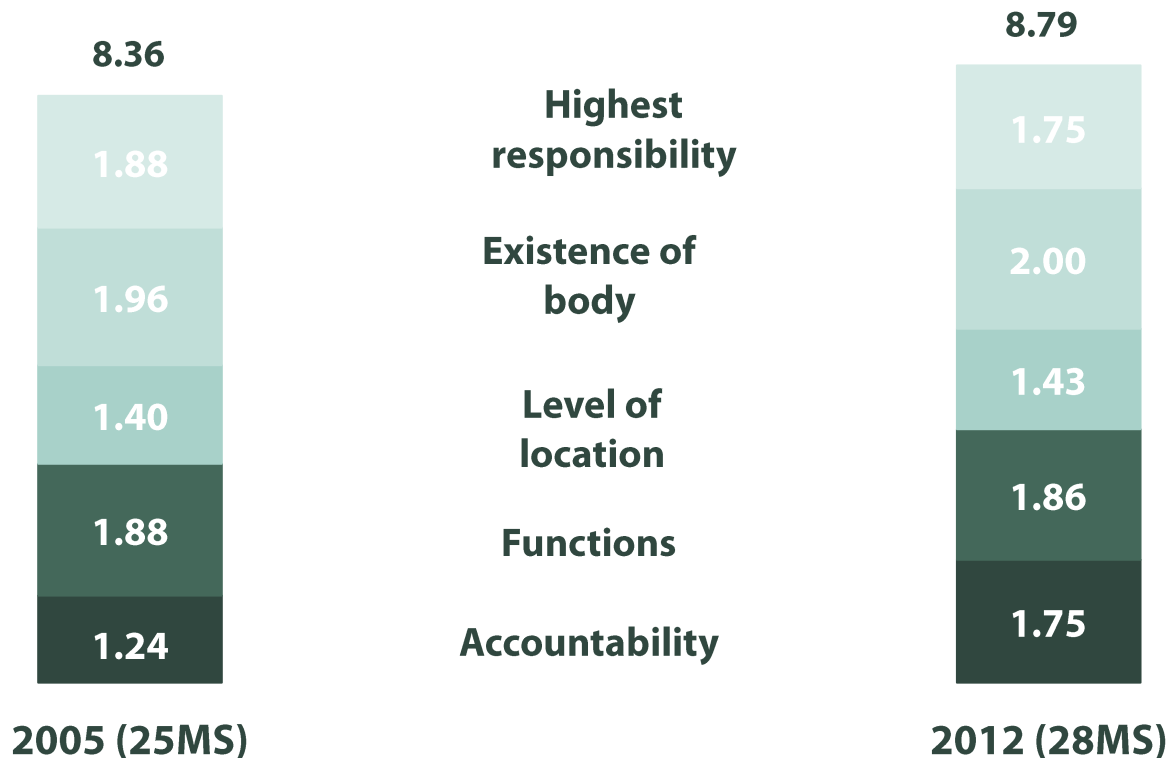 8.36
8.79
1.88
Highest
responsibility
1.75
1.96
Existence of
body
2.00
1.40
Level of
location
1.43
1.88
Functions
1.86
1.24
Accountability
1.75
2005 (25MS)
2012 (28MS)